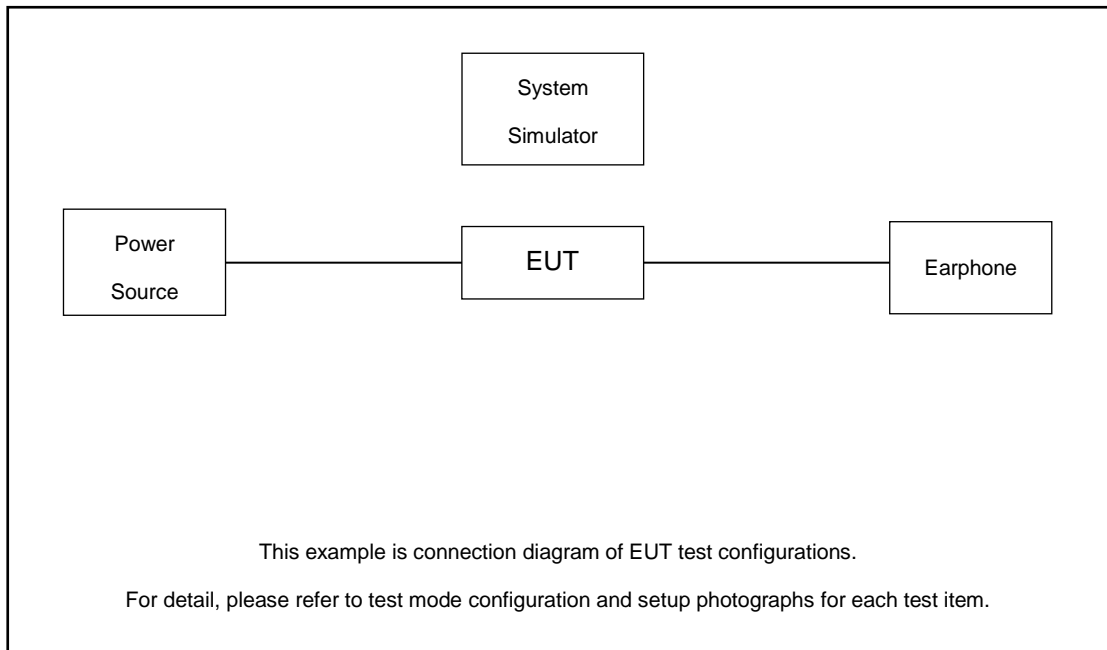 System
Simulator
Power
Source
EUT
Earphone
This example is connection diagram of EUT test configurations.
For detail, please refer to test mode configuration and setup photographs for each test item.